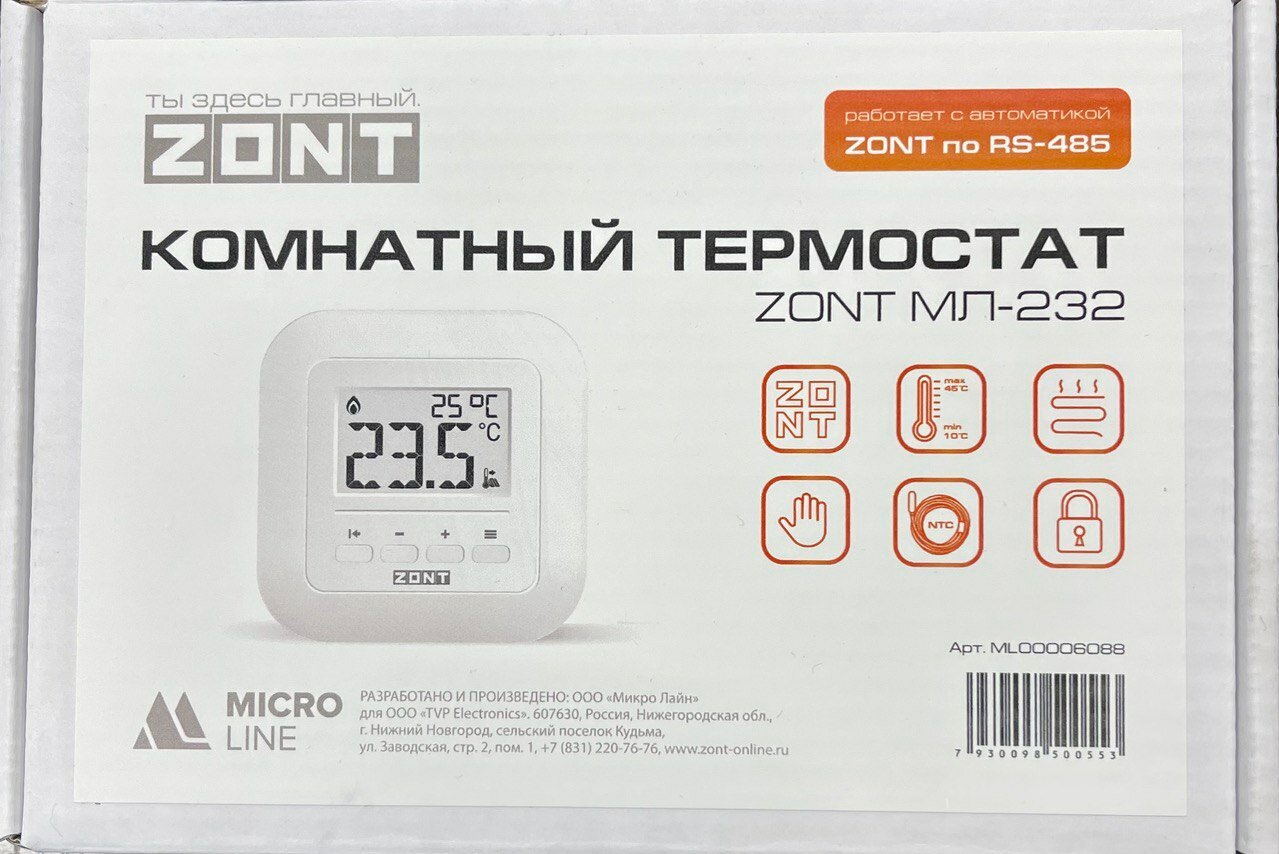 ты здесь главный.
ZONT
работает с автоматикой
ZONT по RS-485
КОМНАТНЫЙ ТЕРМОСТАТ
ZONT МЛ-232
25 °C
23.5 °C
ZONT
ZO
NT
max
45°C
min
10°C
NTC
Арт. ML00006088
MICRO
LINE
РАЗРАБОТАНО И ПРОИЗВЕДЕНО: ООО «Микро Лайн»
для ООО «TVP Electronics». 607630, Россия, Нижегородская обл.,
г. Нижний Новгород, сельский поселок Кудьма,
ул. Заводская, стр. 2, пом. 1, +7 (831) 220-76-76, www.zont-online.ru
7 930098 500553